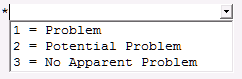 *
1 = Problem
2 = Potential Problem
3 = No Apparent Problem